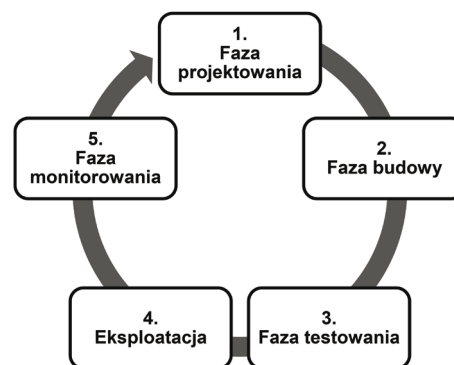 1.
Faza
projektowania
2.
Faza budowy
3.
Faza testowania
4.
Eksploatacja
5.
Faza
monitorowania